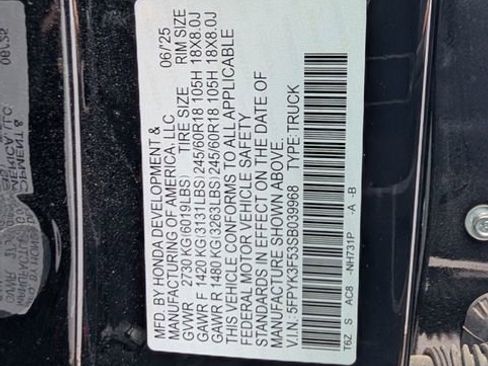 MFD. BY HONDA DEVELOPMENT &
MANUFACTURING OF AMERICA, LLC 06/'25
GVWR 2730 KG(6019LBS) TIRE SIZE RIM SIZE
GAWR F 1420 KG(3131LBS) 245/60R18 105H 18X8.0J
GAWR R 1480 KG(3263LBS) 245/60R18 105H 18X8.0J
THIS VEHICLE CONFORMS TO ALL APPLICABLE
FEDERAL MOTOR VEHICLE SAFETY
STANDARDS IN EFFECT ON THE DATE OF
MANUFACTURE SHOWN ABOVE.
V.I.N.: 5FPYK3F53SB039968 TYPE:TRUCK
T6Z S AC8 -NH731P -A -B